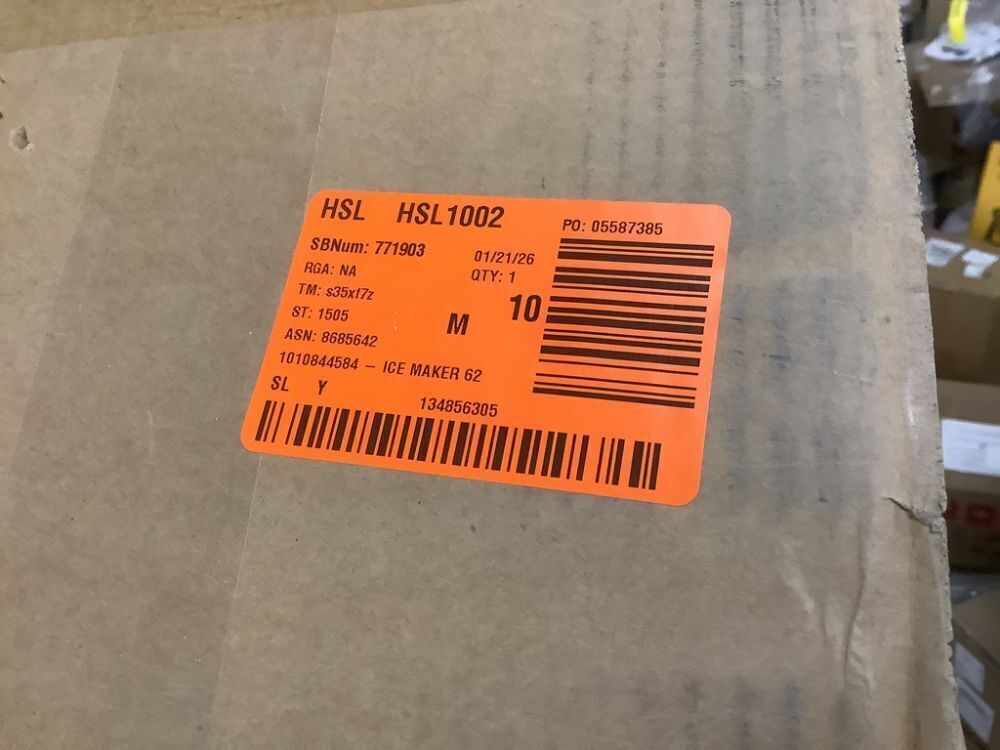 HSL HSL1002
PO: 05587385
SBNum: 771903
01/21/26
RGA: NA
QTY: 1
TM: s35xf7z
10
ST: 1505
M
ASN: 8685642
1010844584 – ICE MAKER 62
SL Y
134856305